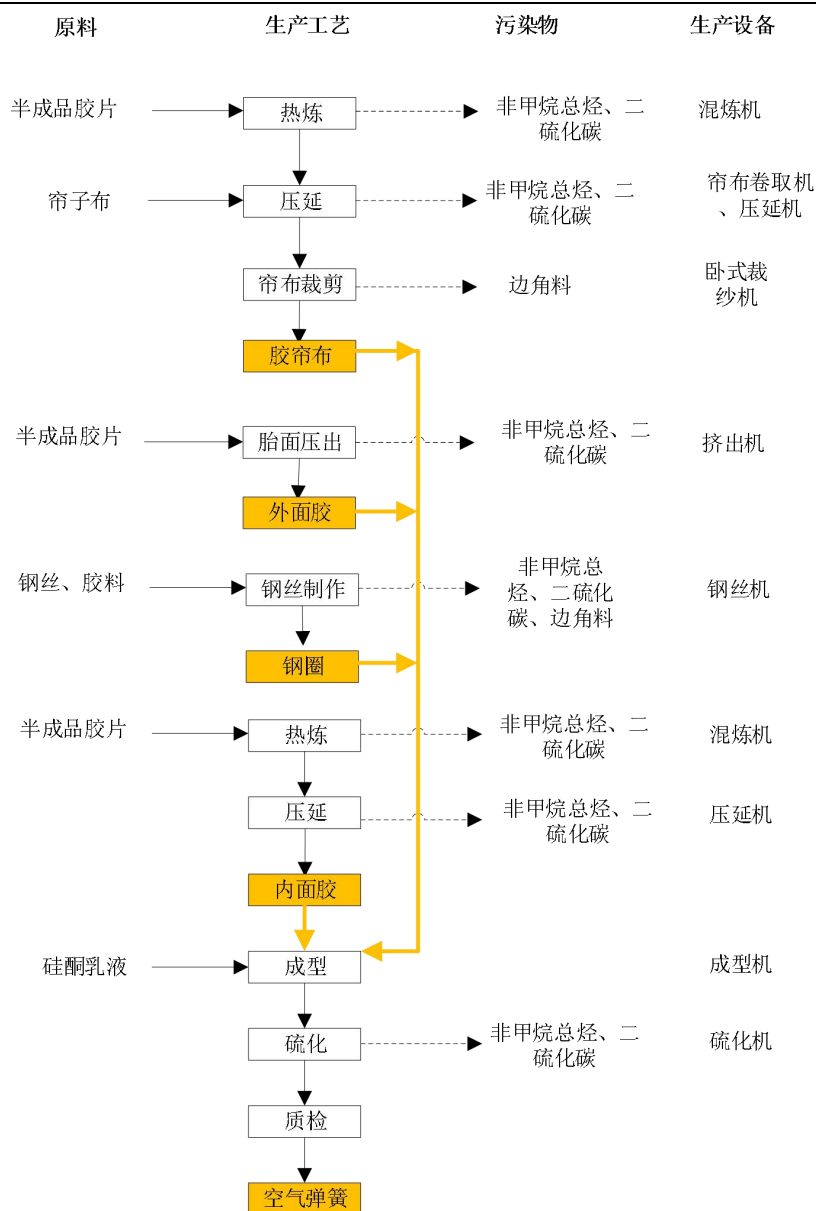 原料 生产工艺 污染物 生产设备
半成品胶片 热炼 非甲烷总烃、二
硫化碳 混炼机
帘子布 压延 非甲烷总烃、二
硫化碳 帘布卷取机
、压延机
帘布裁剪 边角料 卧式裁
纱机
胶帘布
半成品胶片 胎面压出 非甲烷总烃、二
硫化碳 挤出机
外面胶
钢丝、胶料 钢丝制作 非甲烷总
烃、二硫化
碳、边角料 钢丝机
钢圈
半成品胶片 热炼 非甲烷总烃、二
硫化碳 混炼机
压延 非甲烷总烃、二
硫化碳 压延机
内面胶
硅酮乳液 成型 成型机
硫化 非甲烷总烃、二
硫化碳 硫化机
质检
空气弹簧